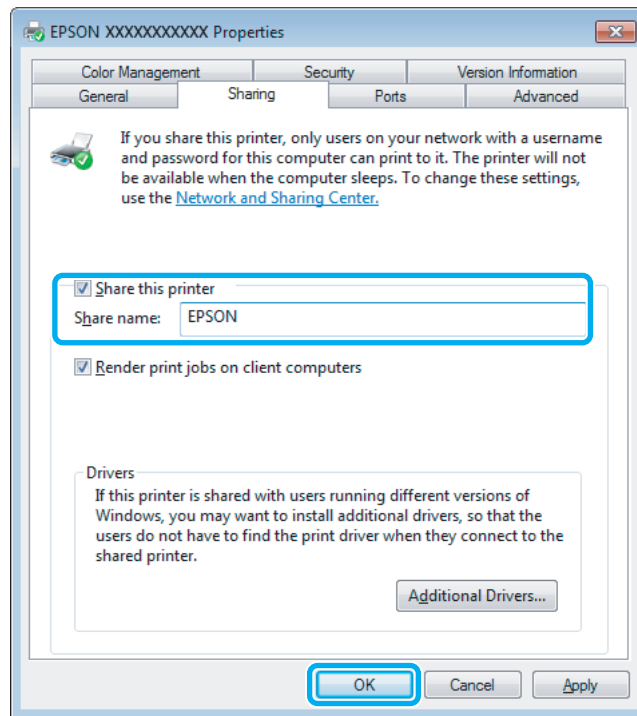 EPSON XXXXXXXXXXX Properties
Color Management Security Version Information
General Sharing Ports Advanced
If you share this printer, only users on your network with a username
and password for this computer can print to it. The printer will not
be available when the computer sleeps. To change these settings,
use the Network and Sharing Center.
Share this printer
Share name: EPSON
Render print jobs on client computers
Drivers
If this printer is shared with users running different versions of
Windows, you may want to install additional drivers, so that the
users do not have to find the print driver when they connect to the
shared printer.
Additional Drivers...
OK Cancel Apply